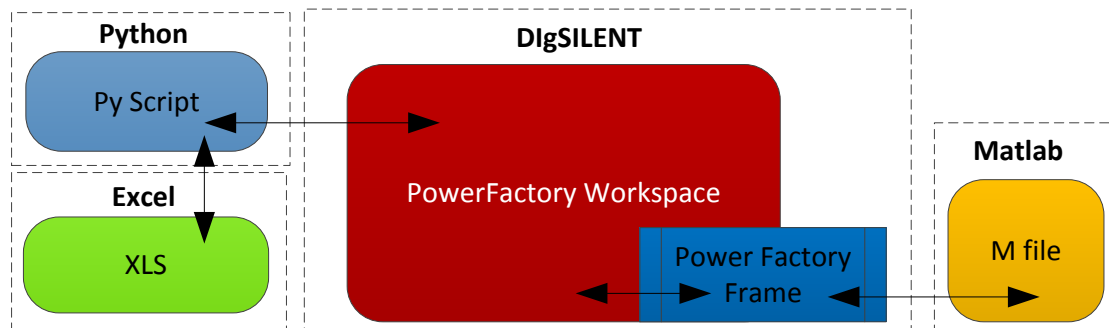 Python
Py Script
Excel
XLS
DIgSILENT
PowerFactory Workspace
Power Factory
Frame
Matlab
M file